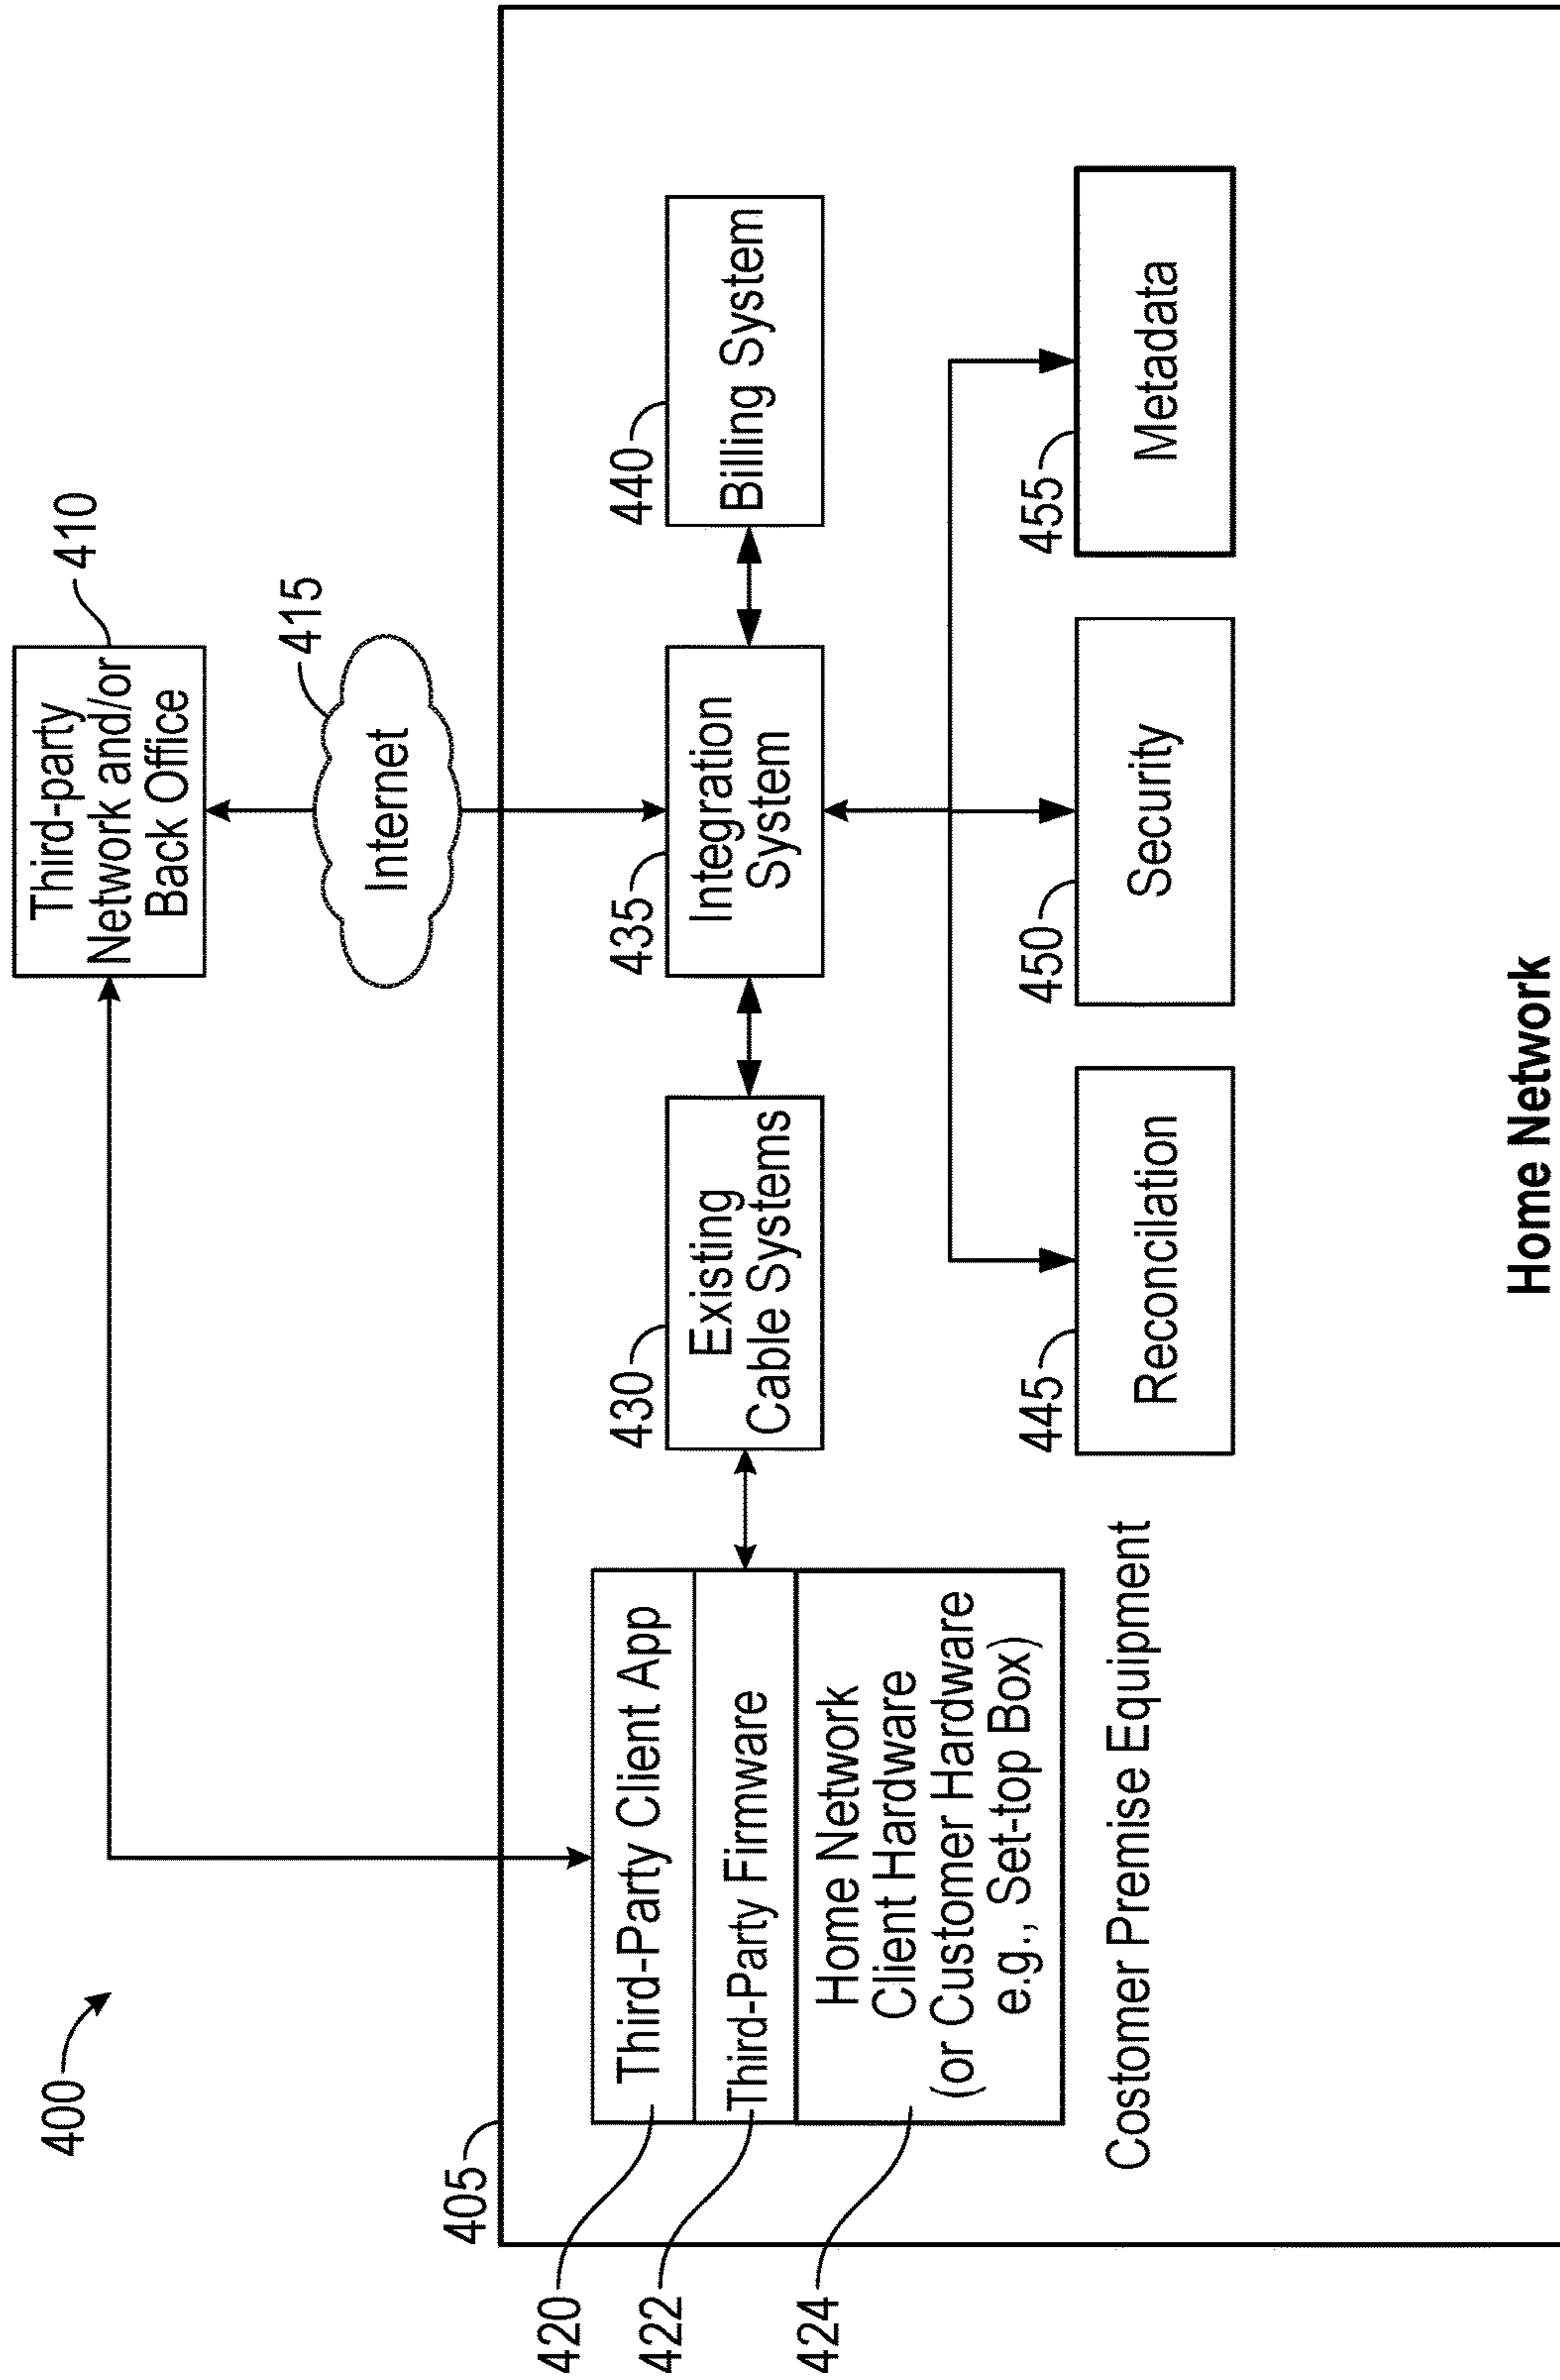 400
Third-party
Network and/or
Back Office
410
Internet
415
405
420
Third-Party Client App
422
Third-Party Firmware
424
Home Network
Client Hardware
(or Customer Hardware
e.g., Set-top Box)
Costomer Premise Equipment
430
Existing
Cable Systems
435
Integration
System
440
Billing System
445
Reconcilation
450
Security
455
Metadata
Home Network